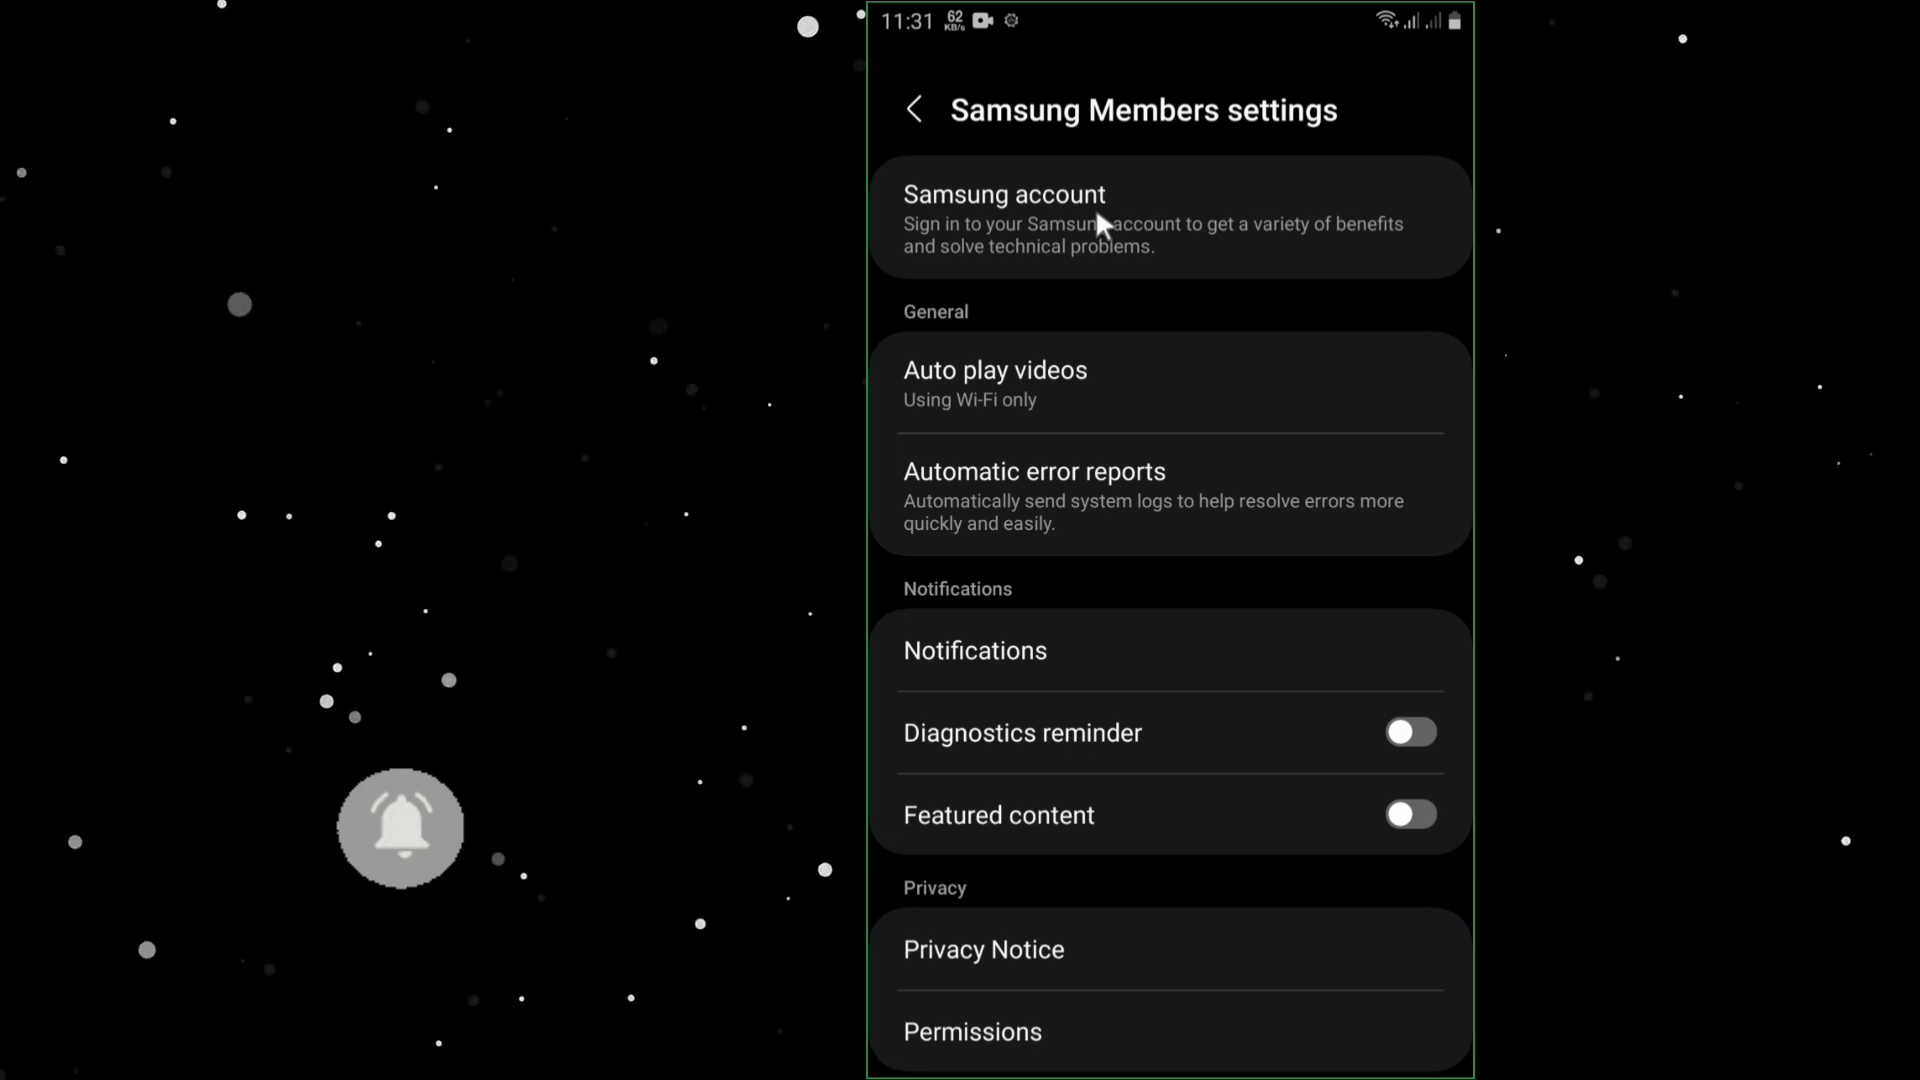 11:31 62 KB/s
Samsung Members settings
Samsung account
Sign in to your Samsung account to get a variety of benefits
and solve technical problems.
General
Auto play videos
Using Wi-Fi only
Automatic error reports
Automatically send system logs to help resolve errors more
quickly and easily.
Notifications
Notifications
Diagnostics reminder
Featured content
Privacy
Privacy Notice
Permissions